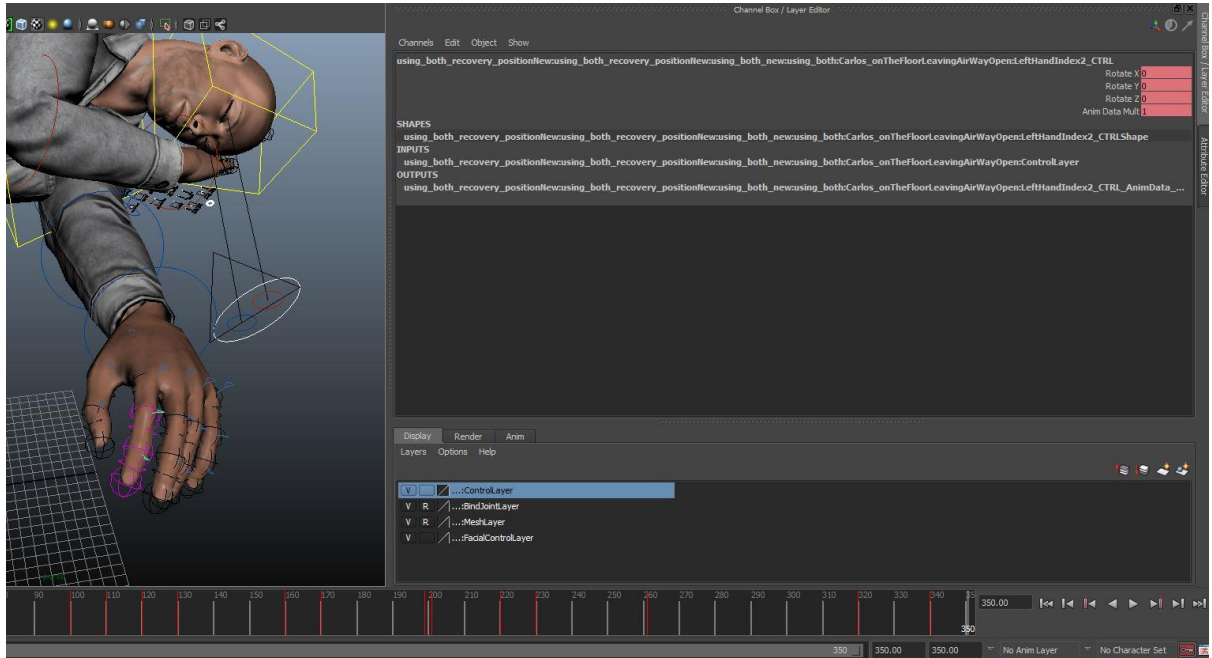 Channel Box / Layer Editor
Channels Edit Object Show
using_both_recovery_positionNew:using_both_recovery_positionNew:using_both_new:using_both:Carlos_onTheFloorLeavingAirWayOpen:LeftHandIndex2_CTRL
Rotate X 0
Rotate Y 0
Rotate Z 0
Anim Data Mult 1
SHAPES
using_both_recovery_positionNew:using_both_recovery_positionNew:using_both_new:using_both:Carlos_onTheFloorLeavingAirWayOpen:LeftHandIndex2_CTRLShape
INPUTS
using_both_recovery_positionNew:using_both_recovery_positionNew:using_both_new:using_both:Carlos_onTheFloorLeavingAirWayOpen:ControlLayer
OUTPUTS
using_both_recovery_positionNew:using_both_recovery_positionNew:using_both_new:using_both:Carlos_onTheFloorLeavingAirWayOpen:LeftHandIndex2_CTRL_AnimData_...
Channel Box / Layer Editor
Attribute Editor
Display Render Anim
Layers Options Help
V ...:ControlLayer
V R ...:BindJointLayer
V R ...:MeshLayer
V ...:FacialControlLayer
90 100 110 120 130 140 150 160 170 180 190 200 210 220 230 240 250 260 270 280 290 300 310 320 330 340 35
350.00
350
350 350.00 350.00 No Anim Layer No Character Set